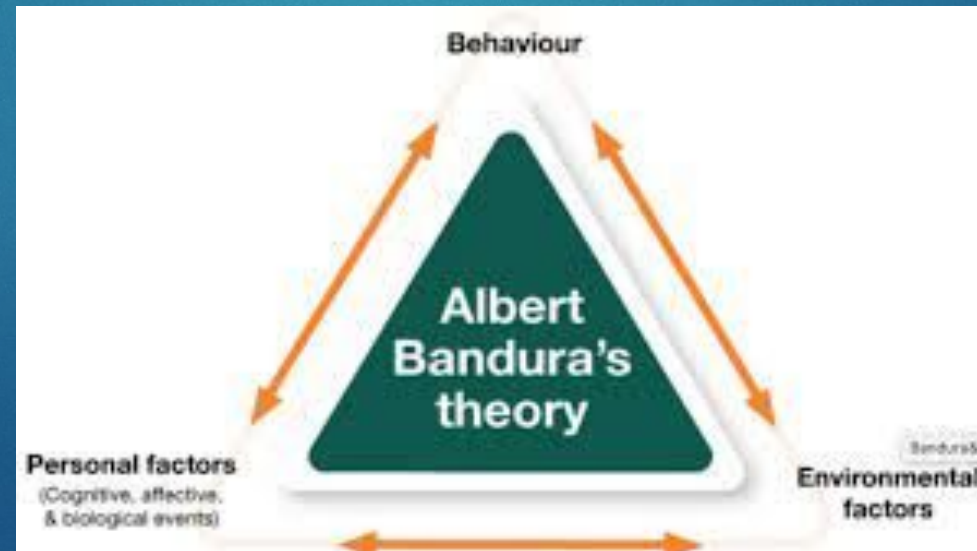 Behaviour
Albert
Bandura's
theory
Personal factors
(Cognitive, affective,
& biological events)
Environmental
factors